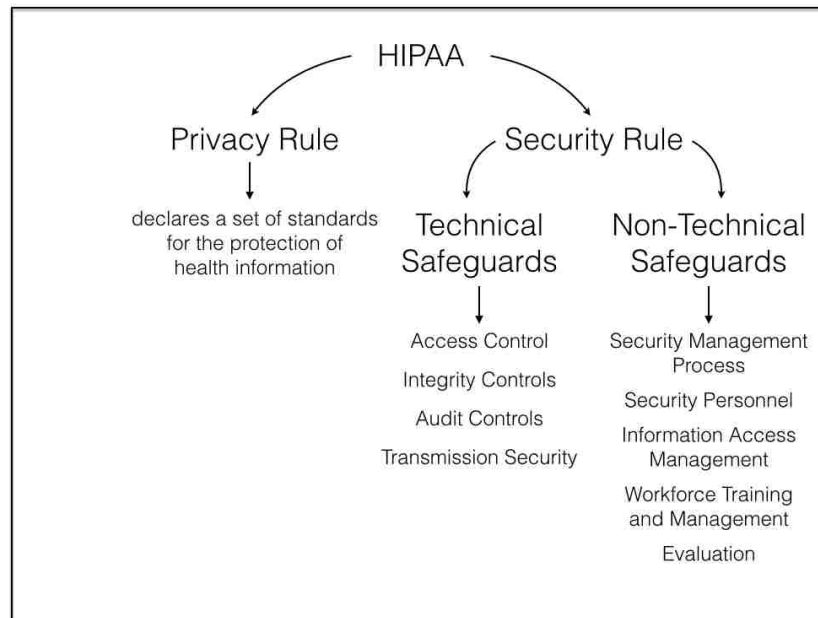 HIPAA
Privacy Rule
declares a set of standards
for the protection of
health information
Security Rule
Technical
Safeguards
Access Control
Integrity Controls
Audit Controls
Transmission Security
Non-Technical
Safeguards
Security Management
Process
Security Personnel
Information Access
Management
Workforce Training
and Management
Evaluation